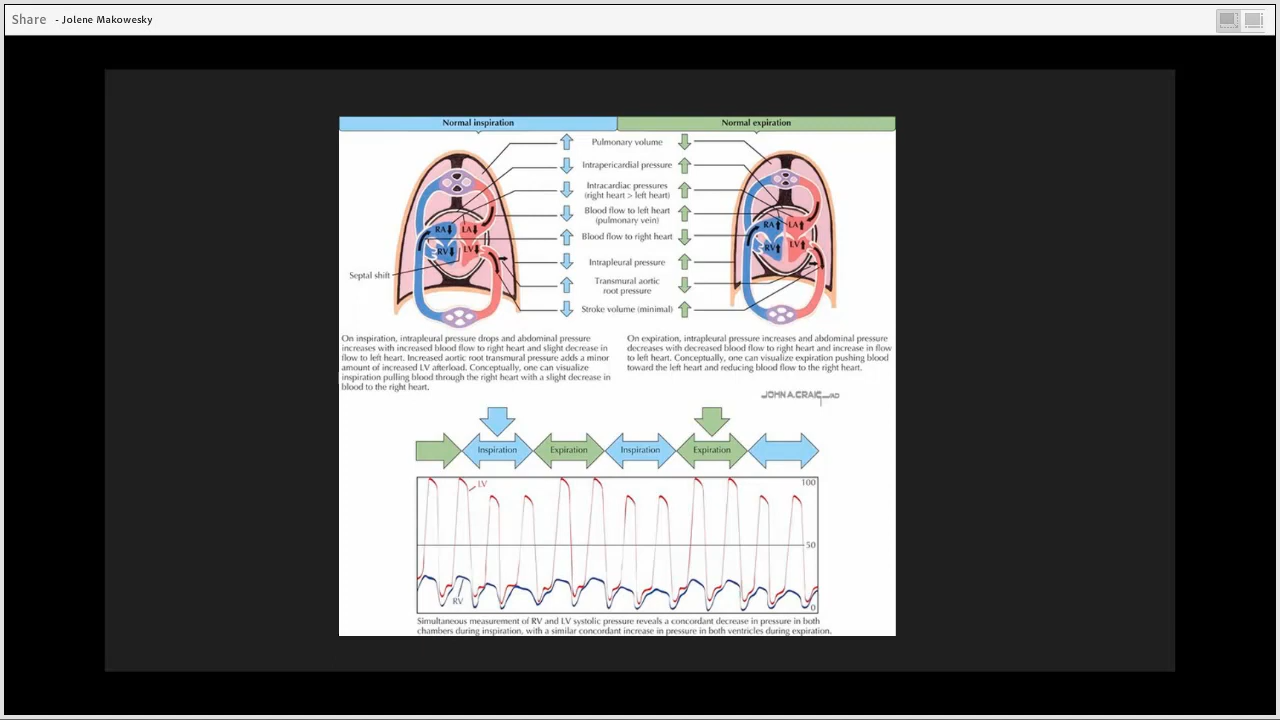 Share - Jolene Makowesky
Normal inspiration
Normal expiration
Pulmonary volume
Intrapericardial pressure
Intracardiac pressures
(right heart > left heart)
Blood flow to left heart
(pulmonary vein)
Blood flow to right heart
Intrapleural pressure
Transmural aortic
root pressure
Stroke volume (minimal)
RA
LA
RV
LV
Septal shift
RA
LA
RV
LV
On inspiration, intrapleural pressure drops and abdominal pressure
increases with increased blood flow to right heart and slight decrease in
flow to left heart. Increased aortic root transmural pressure adds a minor
amount of increased LV afterload. Conceptually, one can visualize
inspiration pulling blood through the right heart with a slight decrease in
blood to the right heart.
On expiration, intrapleural pressure increases and abdominal pressure
decreases with decreased blood flow to right heart and increase in flow
to left heart. Conceptually, one can visualize expiration pushing blood
toward the left heart and reducing blood flow to the right heart.
JOHN A.CRAIG_AD
Inspiration
Expiration
Inspiration
Expiration
LV
100
50
RV
0
Simultaneous measurement of RV and LV systolic pressure reveals a concordant decrease in pressure in both
chambers during inspiration, with a similar concordant increase in pressure in both ventricles during expiration.